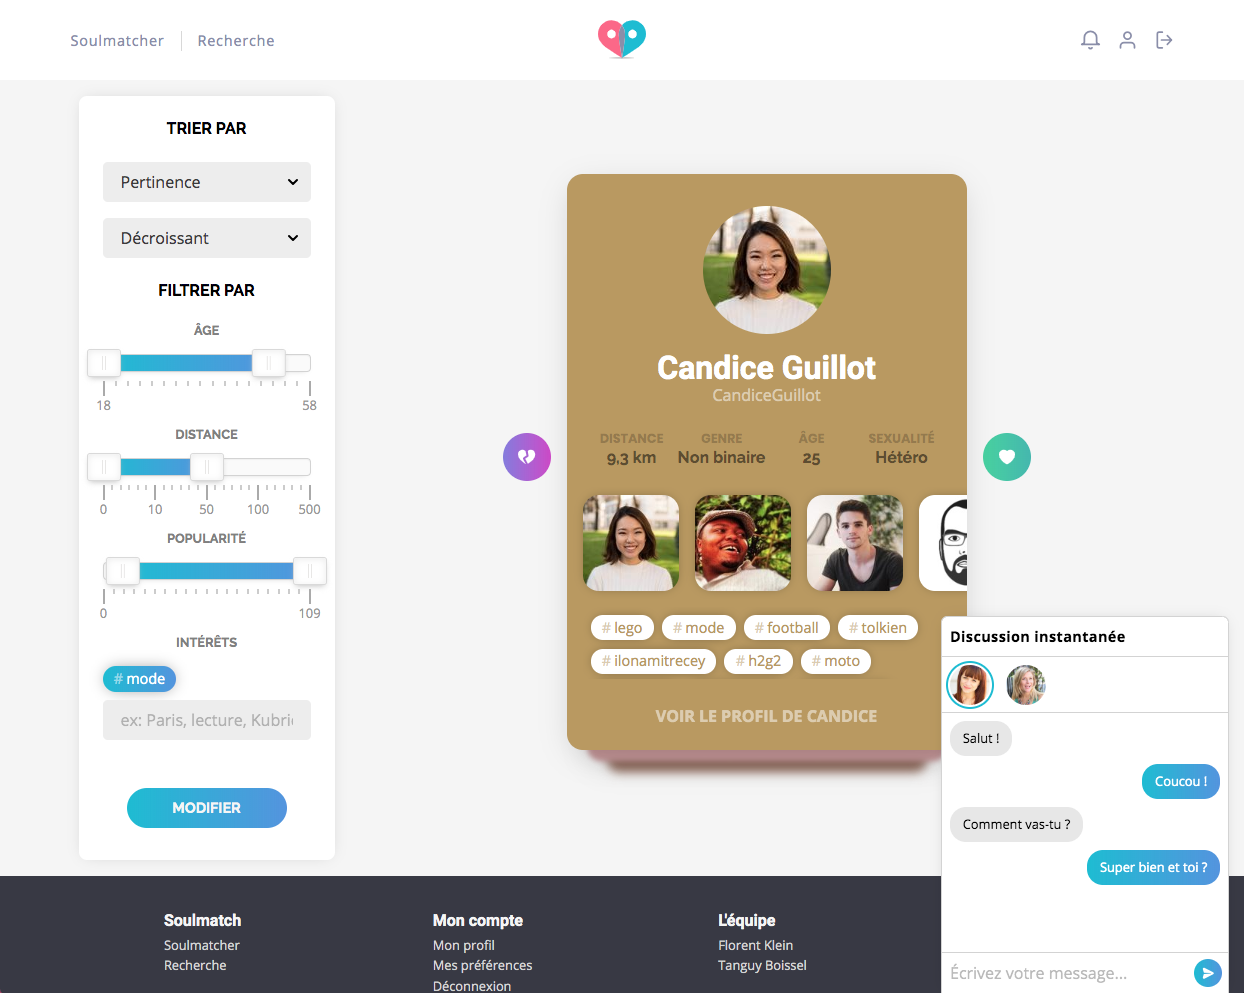 Soulmatcher
Recherche
TRIER PAR
Pertinence
Décroissant
FILTRER PAR
ÂGE
18 58
DISTANCE
0 10 50 100 500
POPULARITÉ
0 109
INTÉRÊTS
# mode
ex: Paris, lecture, Kubri
MODIFIER
Candice Guillot
CandiceGuillot
DISTANCE GENRE ÂGE SEXUALITÉ
9,3 km Non binaire 25 Hétéro
# lego # mode # football # tolkien
# ilonamitrecey # h2g2 # moto
VOIR LE PROFIL DE CANDICE
Discussion instantanée
Salut !
Coucou !
Comment vas-tu ?
Super bien et toi ?
Écrivez votre message...
Soulmatch
Soulmatcher
Recherche
Mon compte
Mon profil
Mes préférences
Déconnexion
L'équipe
Florent Klein
Tanguy Boissel